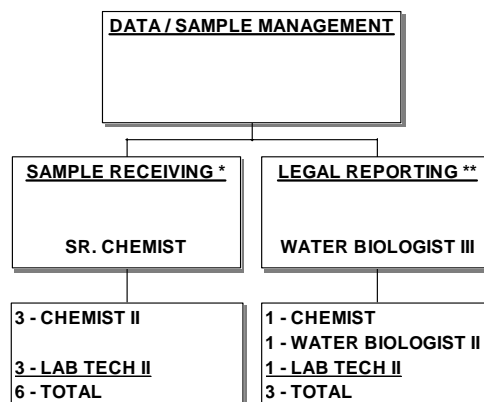 DATA / SAMPLE MANAGEMENT
SAMPLE RECEIVING *
SR. CHEMIST
LEGAL REPORTING **
WATER BIOLOGIST III
3 - CHEMIST II
3 - LAB TECH II
6 - TOTAL
1 - CHEMIST
1 - WATER BIOLOGIST II
1 - LAB TECH II
3 - TOTAL